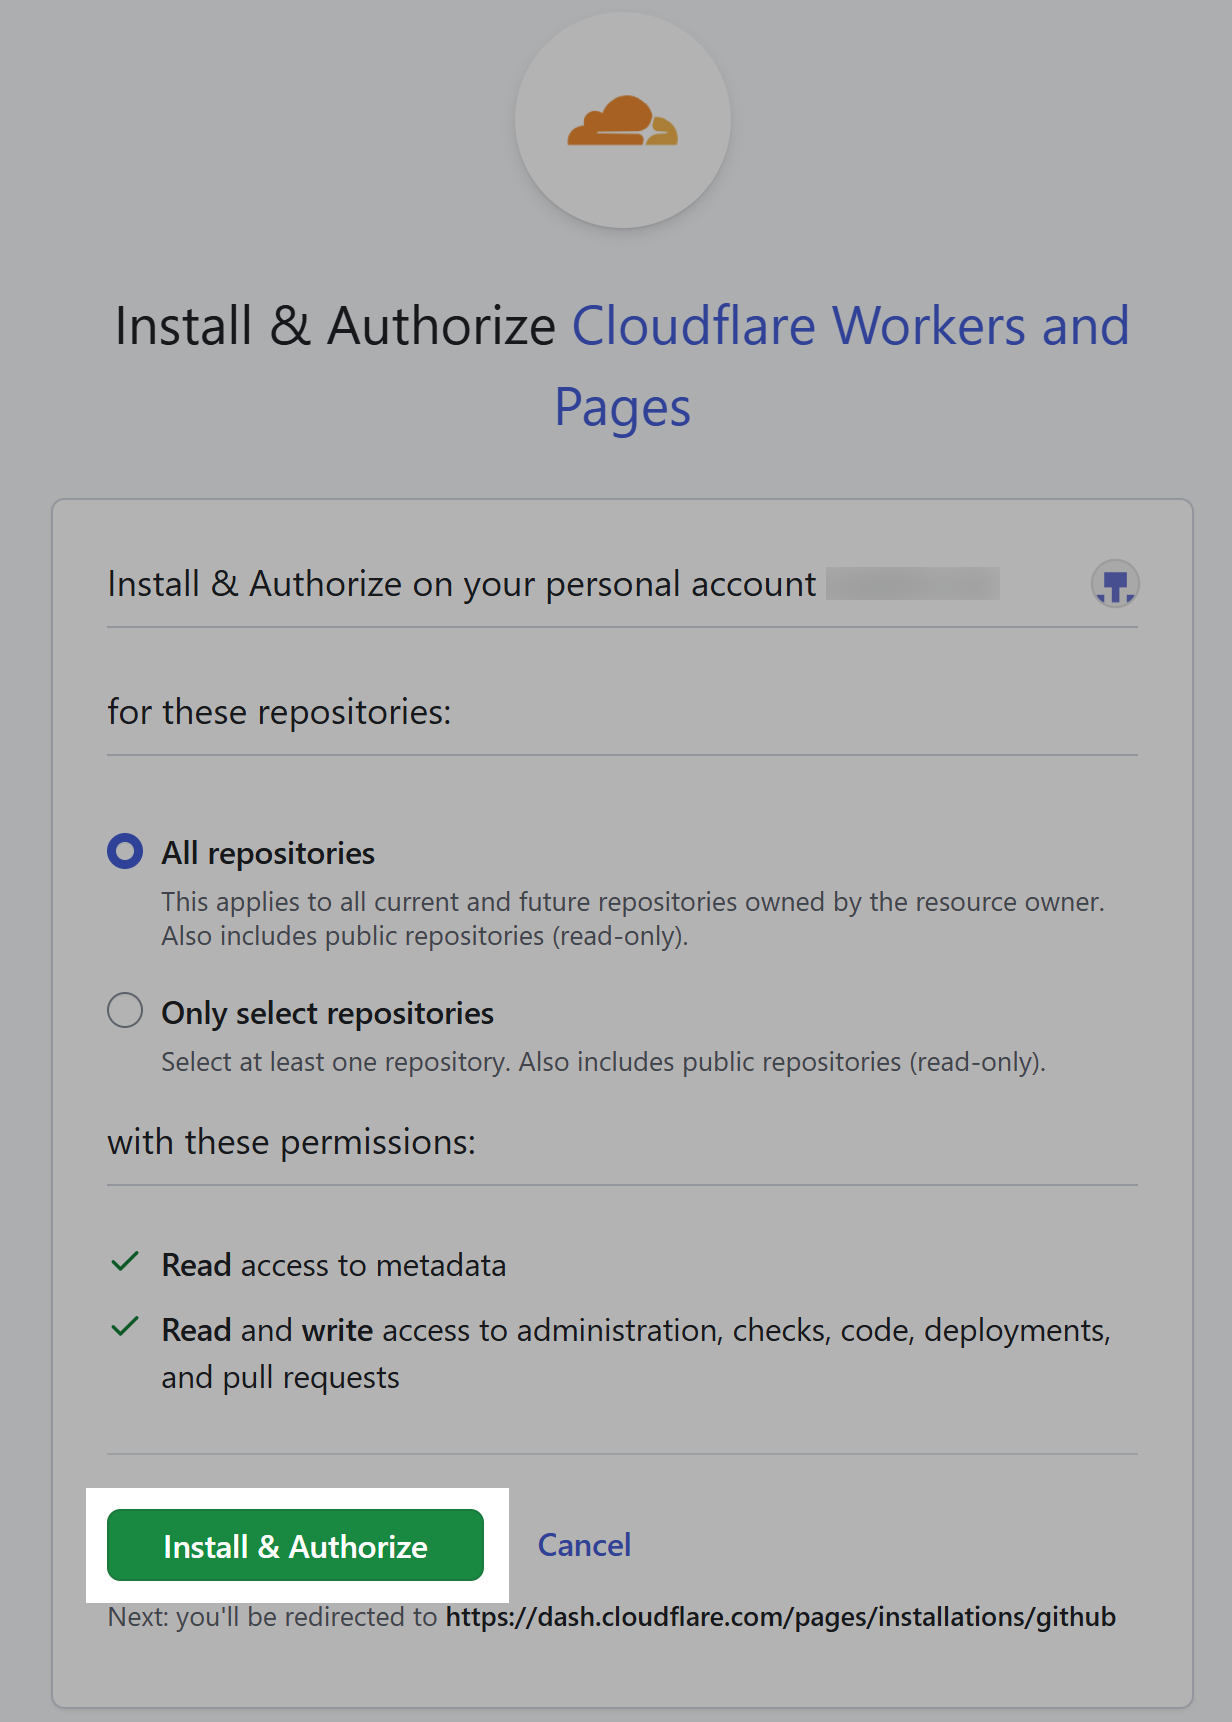 Install & Authorize Cloudflare Workers and
Pages
Install & Authorize on your personal account
for these repositories:
All repositories
This applies to all current and future repositories owned by the resource owner.
Also includes public repositories (read-only).
Only select repositories
Select at least one repository. Also includes public repositories (read-only).
with these permissions:
Read access to metadata
Read and write access to administration, checks, code, deployments,
and pull requests
Install & Authorize Cancel
Next: you'll be redirected to https://dash.cloudflare.com/pages/installations/github